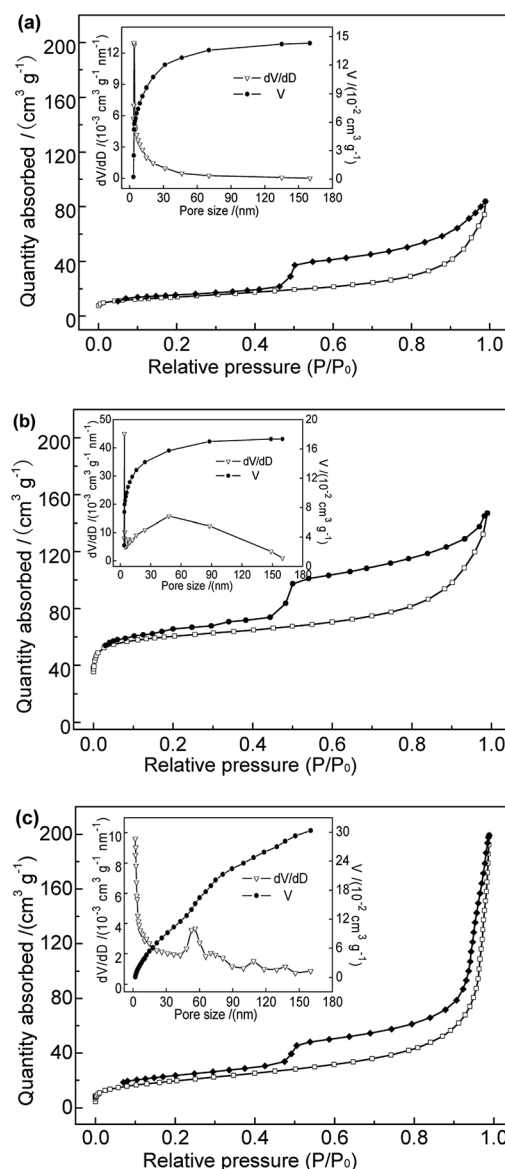 (a)
dV/dD /(10⁻³ cm³ g⁻¹ nm⁻¹)
12
8
4
0
15
12
9
6
3
0
V /(10⁻² cm³ g⁻¹)
dV/dD
V
0 30 60 90 120 150 180
Pore size /(nm)
Quantity absorbed / (cm³ g⁻¹)
200
160
120
80
40
0
0.0 0.2 0.4 0.6 0.8 1.0
Relative pressure (P/P₀)
(b)
dV/dD /(10⁻³ cm³ g⁻¹ nm⁻¹)
50
40
30
20
10
0
20
16
12
8
4
0
V /(10⁻² cm³ g⁻¹)
dV/dD
V
0 30 60 90 120 150 180
Pore size /(nm)
Quantity absorbed / (cm³ g⁻¹)
200
160
120
80
40
0
0.0 0.2 0.4 0.6 0.8 1.0
Relative pressure (P/P₀)
(c)
dV/dD /(10⁻³ cm³ g⁻¹ nm⁻¹)
10
8
6
4
2
0
30
24
18
12
6
0
V /(10⁻² cm³ g⁻¹)
dV/dD
V
0 30 60 90 120 150 180
Pore size /(nm)
Quantity absorbed /(cm³ g⁻¹)
200
160
120
80
40
0
0.0 0.2 0.4 0.6 0.8 1.0
Relative pressure (P/P₀)